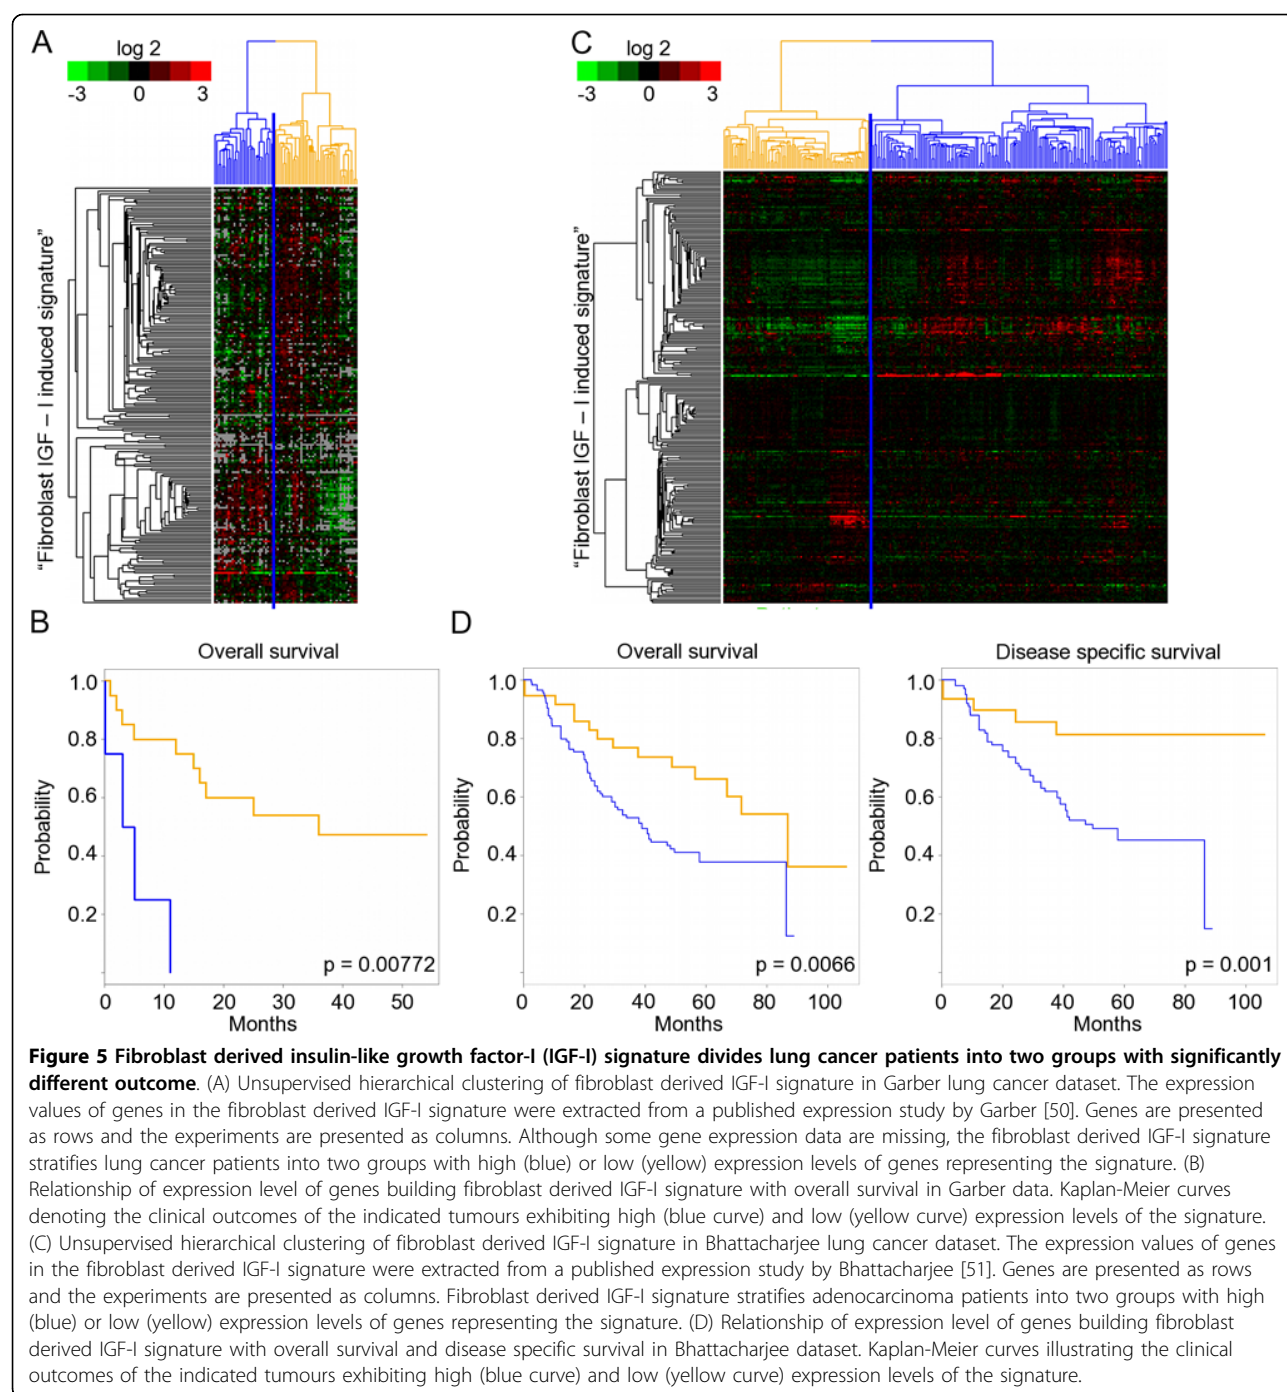 A
log 2
-3 0 3
"Fibroblast IGF – I induced signature"
C
log 2
-3 0 3
"Fibroblast IGF – I induced signature"
B
Overall survival
1.0
0.8
0.6
0.4
0.2
Probability
p = 0.00772
0 10 20 30 40 50
Months
D
Overall survival
1.0
0.8
0.6
0.4
0.2
Probability
p = 0.0066
0 20 40 60 80 100
Months
Disease specific survival
1.0
0.8
0.6
0.4
0.2
Probability
p = 0.001
0 20 40 60 80 100
Months
Figure 5 Fibroblast derived insulin-like growth factor-I (IGF-I) signature divides lung cancer patients into two groups with significantly
different outcome. (A) Unsupervised hierarchical clustering of fibroblast derived IGF-I signature in Garber lung cancer dataset. The expression
values of genes in the fibroblast derived IGF-I signature were extracted from a published expression study by Garber [50]. Genes are presented
as rows and the experiments are presented as columns. Although some gene expression data are missing, the fibroblast derived IGF-I signature
stratifies lung cancer patients into two groups with high (blue) or low (yellow) expression levels of genes representing the signature. (B)
Relationship of expression level of genes building fibroblast derived IGF-I signature with overall survival in Garber data. Kaplan-Meier curves
denoting the clinical outcomes of the indicated tumours exhibiting high (blue curve) and low (yellow curve) expression levels of the signature.
(C) Unsupervised hierarchical clustering of fibroblast derived IGF-I signature in Bhattacharjee lung cancer dataset. The expression values of genes
in the fibroblast derived IGF-I signature were extracted from a published expression study by Bhattacharjee [51]. Genes are presented as rows
and the experiments are presented as columns. Fibroblast derived IGF-I signature stratifies adenocarcinoma patients into two groups with high
(blue) or low (yellow) expression levels of genes representing the signature. (D) Relationship of expression level of genes building fibroblast
derived IGF-I signature with overall survival and disease specific survival in Bhattacharjee dataset. Kaplan-Meier curves illustrating the clinical
outcomes of the indicated tumours exhibiting high (blue curve) and low (yellow curve) expression levels of the signature.